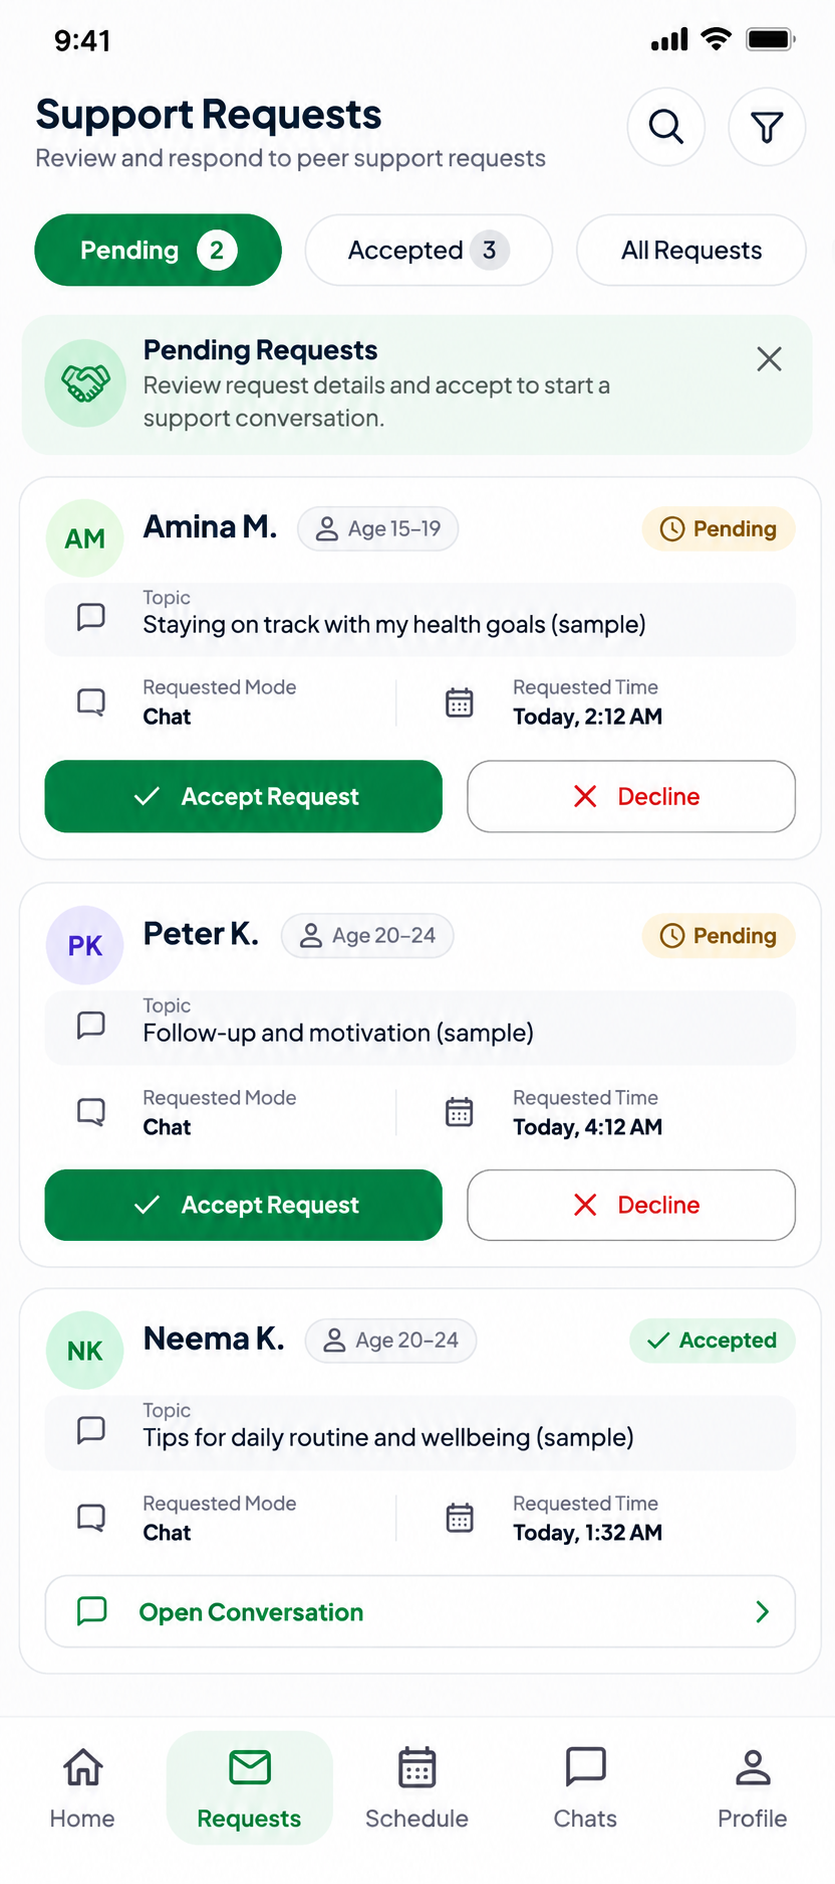 9:41
Support Requests
Review and respond to peer support requests
Pending 2
Accepted 3
All Requests
Pending Requests
Review request details and accept to start a
support conversation.
AM
Amina M.
Age 15–19
Pending
Topic
Staying on track with my health goals (sample)
Requested Mode
Chat
Requested Time
Today, 2:12 AM
Accept Request
Decline
PK
Peter K.
Age 20–24
Pending
Topic
Follow-up and motivation (sample)
Requested Mode
Chat
Requested Time
Today, 4:12 AM
Accept Request
Decline
NK
Neema K.
Age 20–24
Accepted
Topic
Tips for daily routine and wellbeing (sample)
Requested Mode
Chat
Requested Time
Today, 1:32 AM
Open Conversation
Home
Requests
Schedule
Chats
Profile